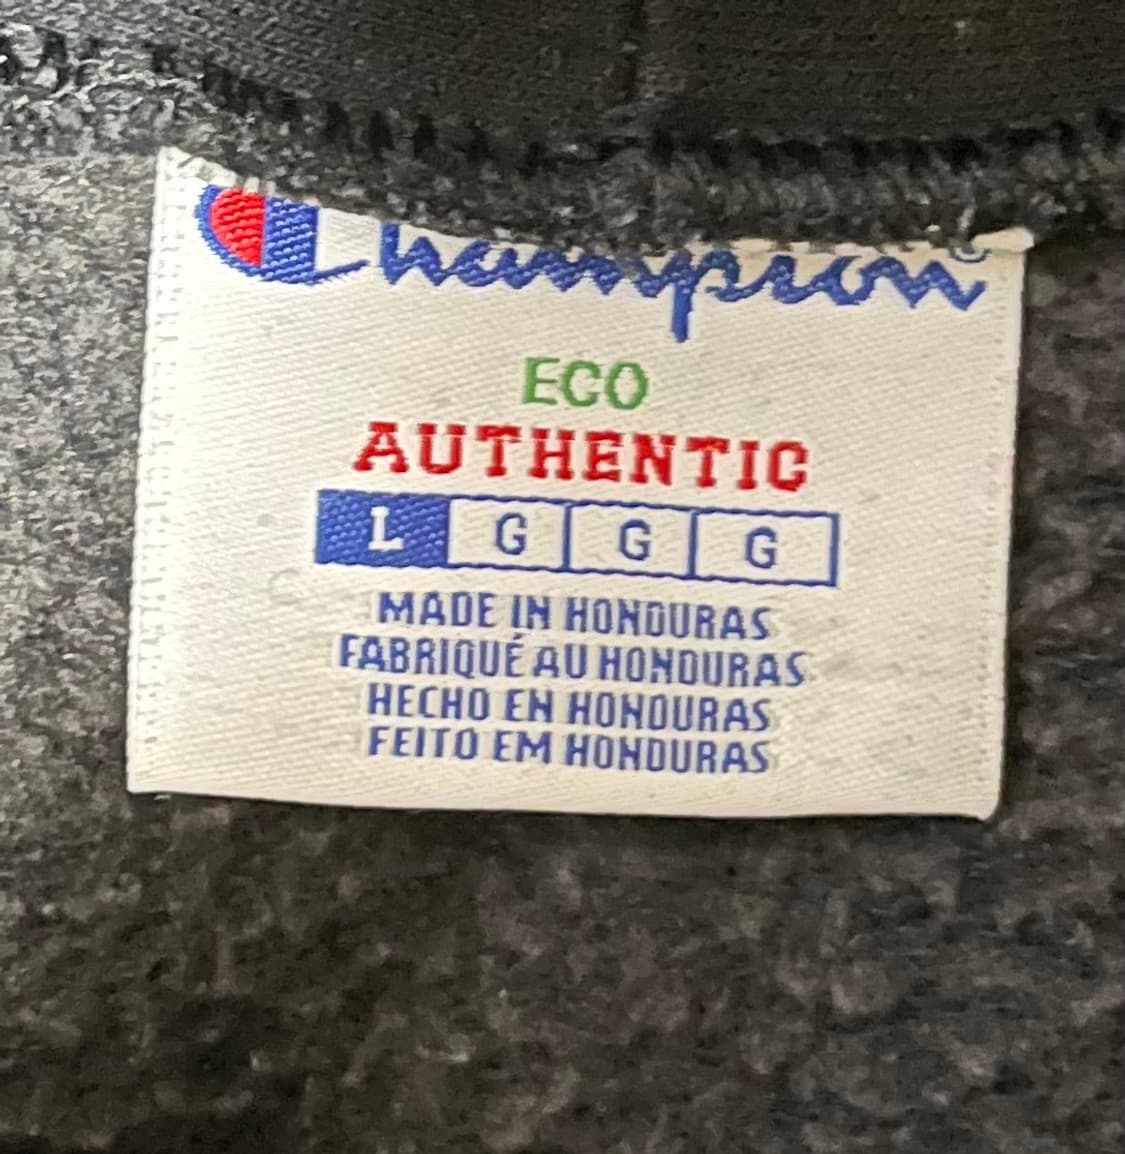 Champion
ECO
AUTHENTIC
L G G G
MADE IN HONDURAS
FABRIQUÉ AU HONDURAS
HECHO EN HONDURAS
FEITO EM HONDURAS